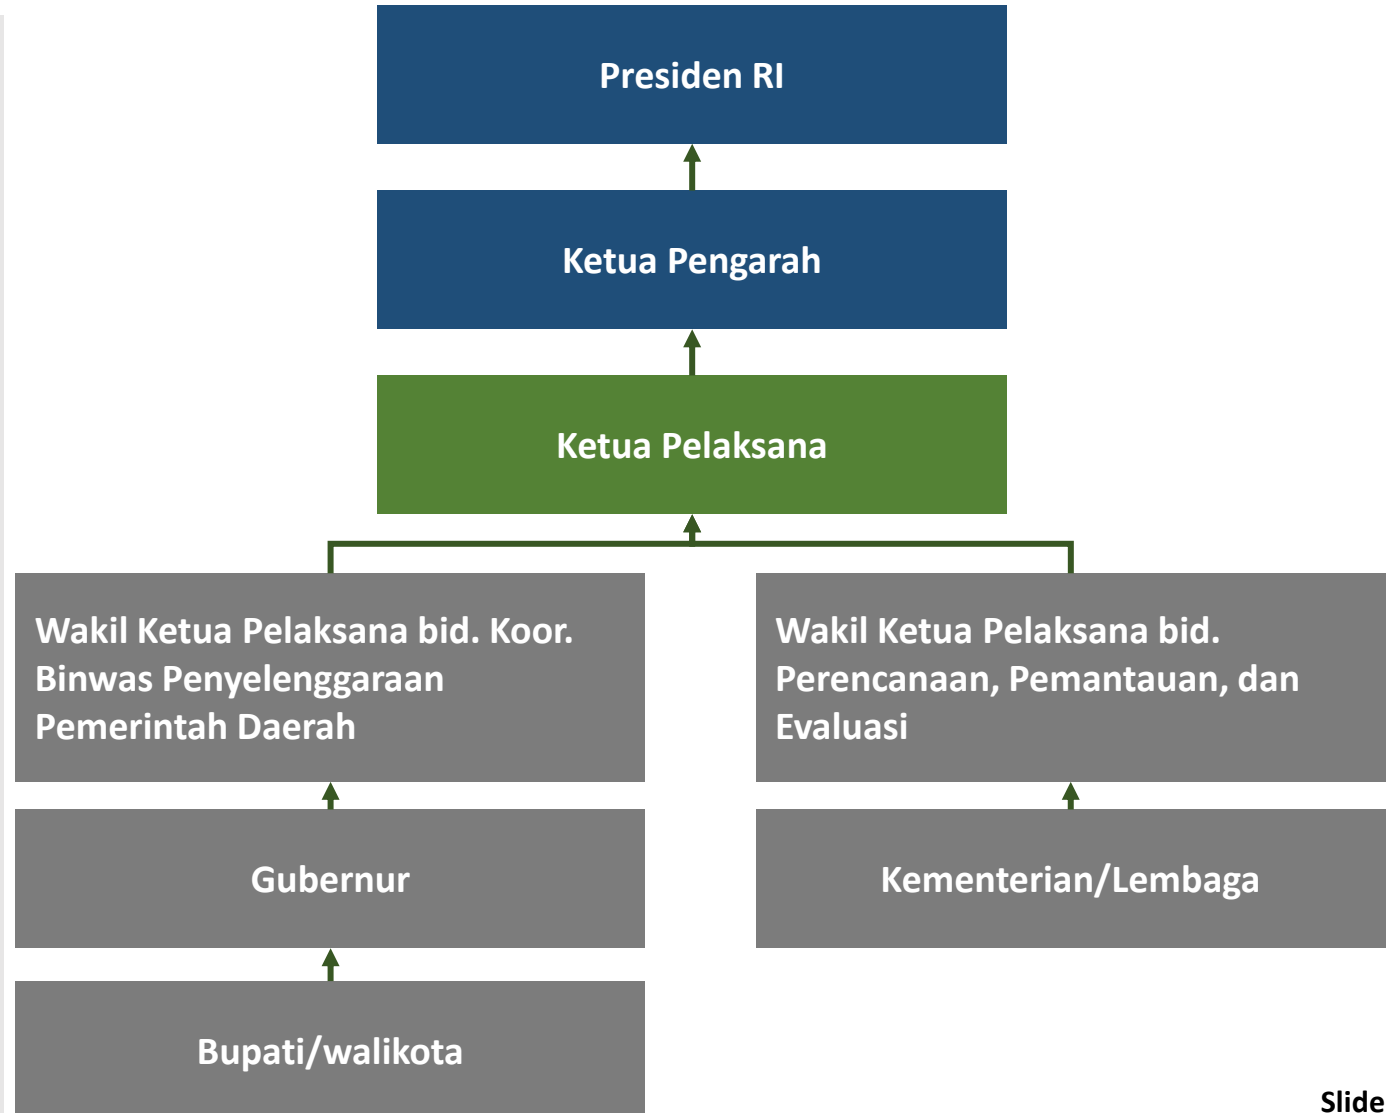 Presiden RI
Ketua Pengarah
Ketua Pelaksana
Wakil Ketua Pelaksana bid. Koor.
Binwas Penyelenggaraan
Pemerintah Daerah
Wakil Ketua Pelaksana bid.
Perencanaan, Pemantauan, dan
Evaluasi
Gubernur
Kementerian/Lembaga
Bupati/walikota
Slide